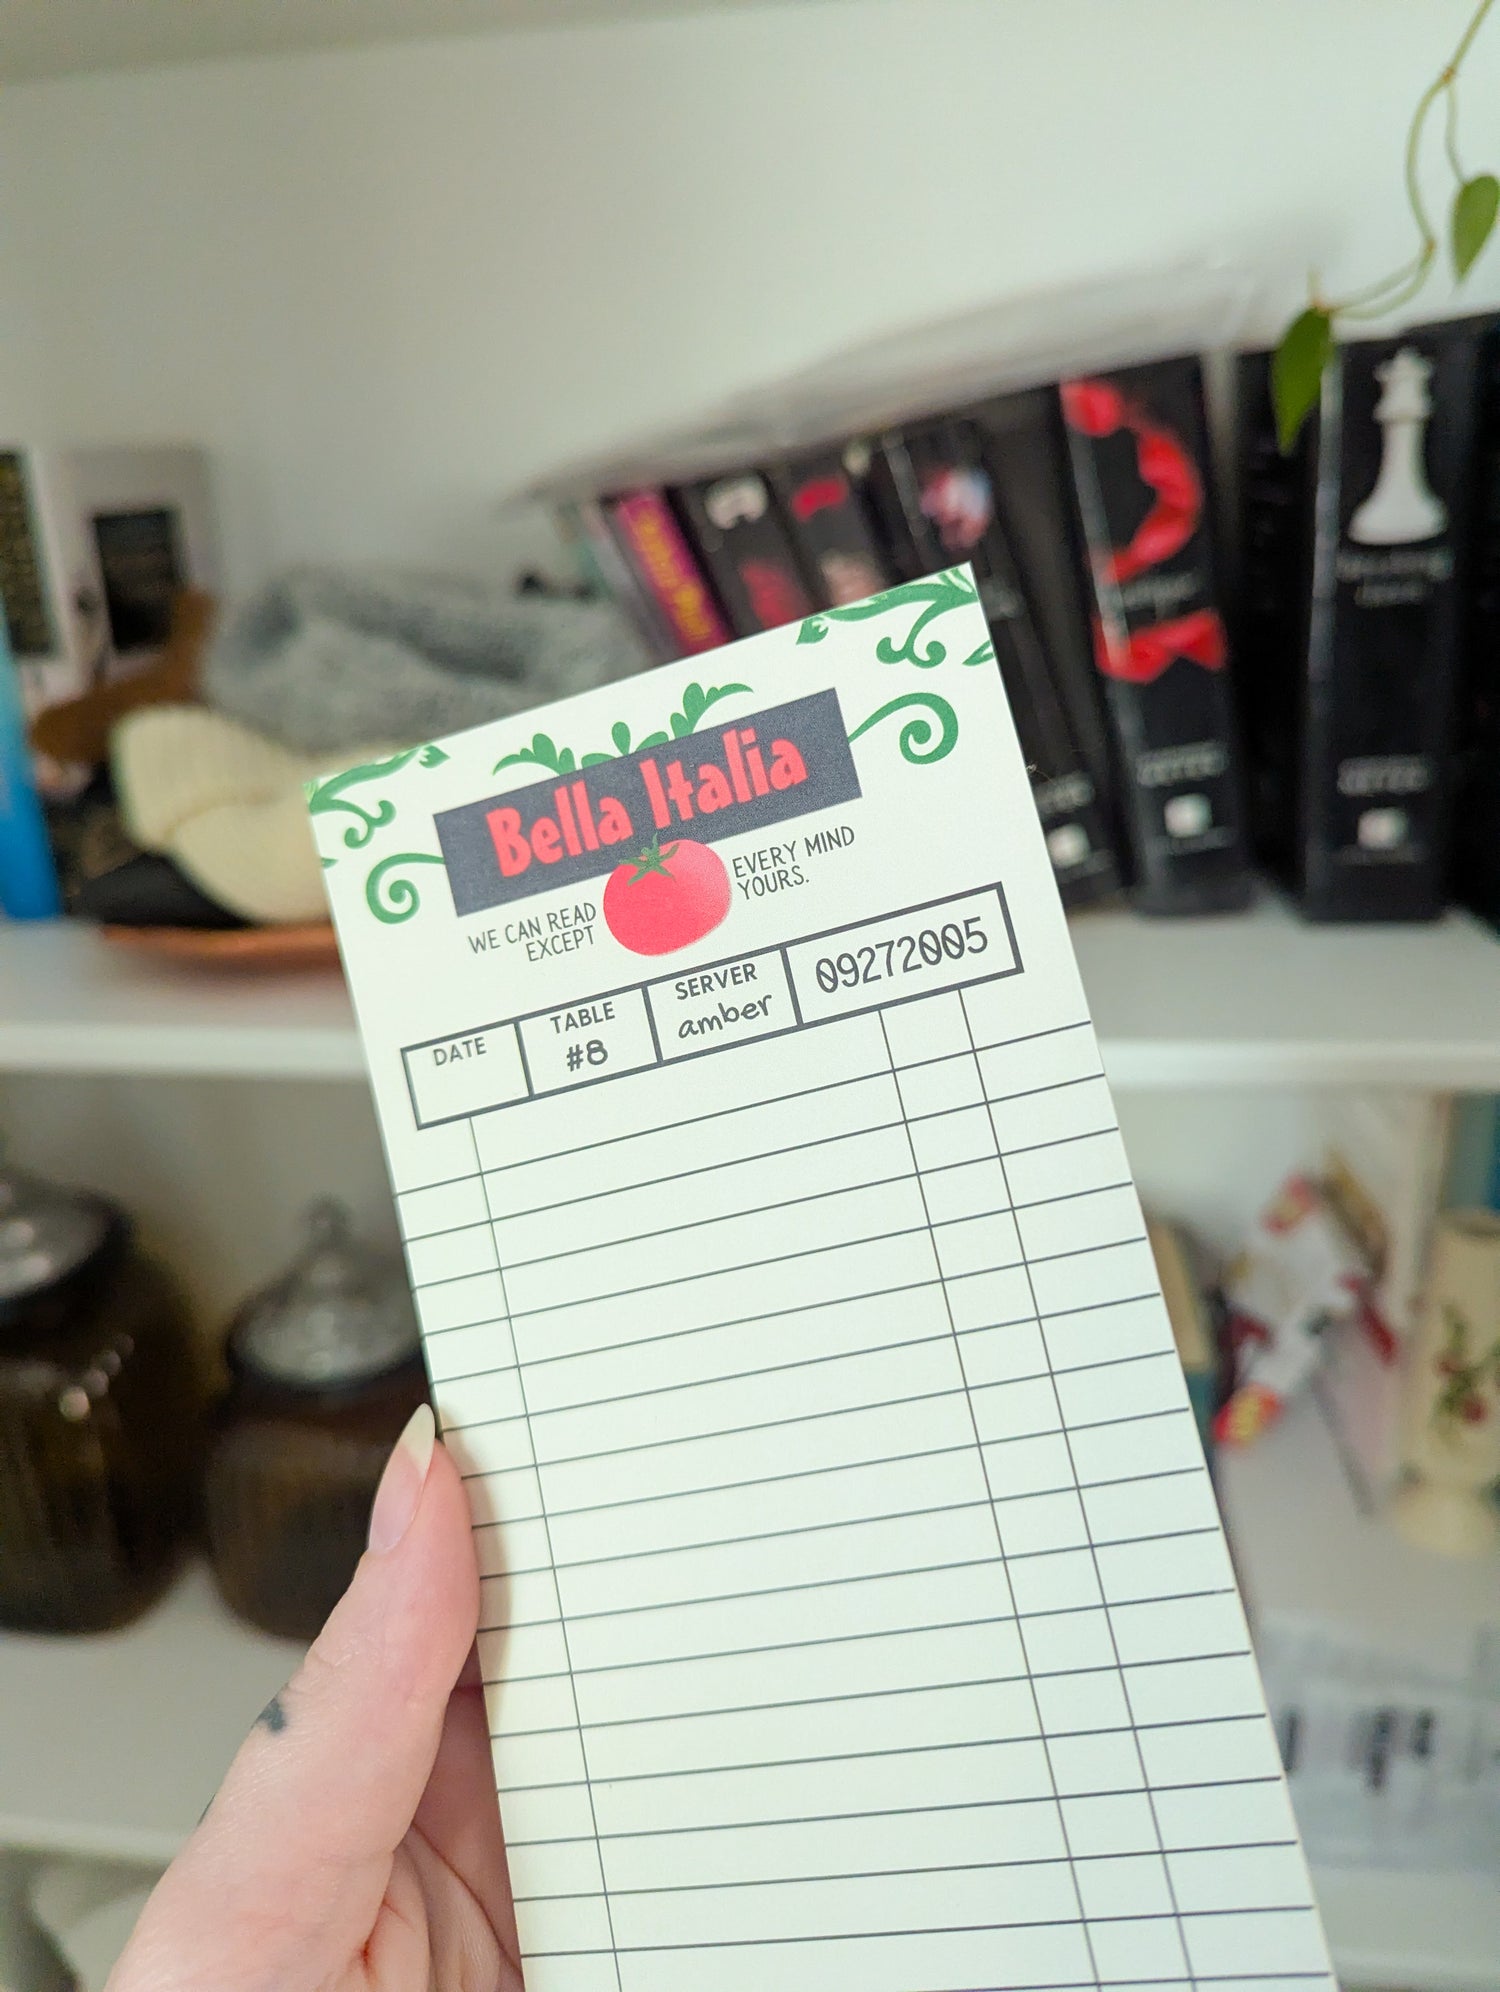 Bella Italia
WE CAN READ EVERY MIND
EXCEPT YOURS.
DATE
TABLE
#8
SERVER
amber
09272005